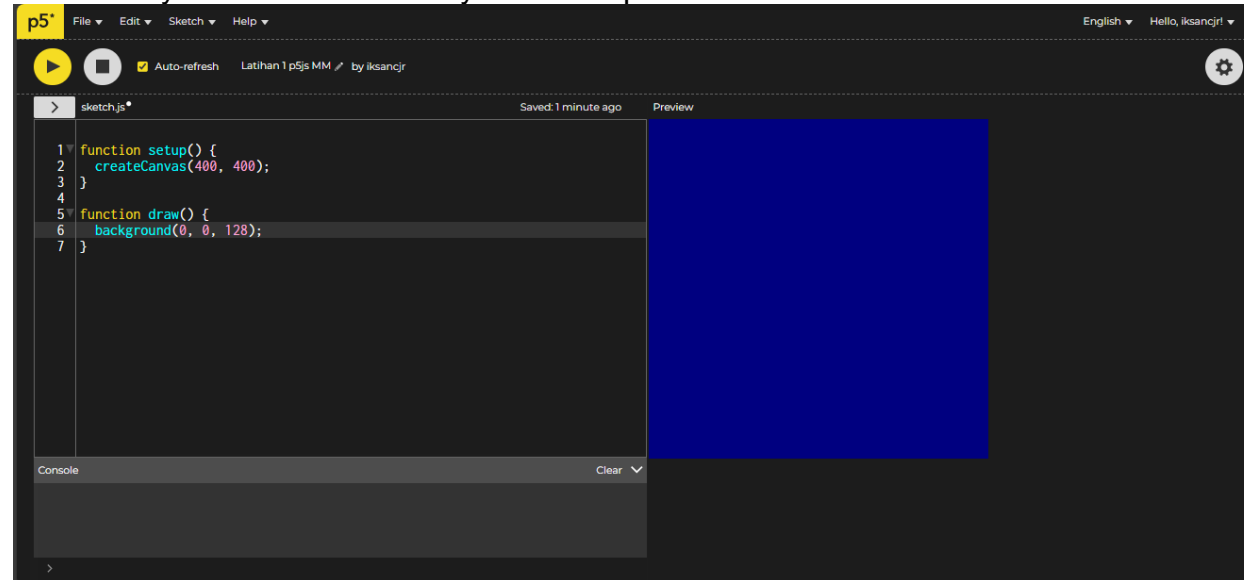 p5* File Edit Sketch Help English Hello, iksancjr!
Auto-refresh Latihan 1 p5js MM by iksancjr
> sketch.js• Saved: 1 minute ago Preview
1 function setup() {
2 createCanvas(400, 400);
3 }
4
5 function draw() {
6 background(0, 0, 128);
7 }
Console Clear
>